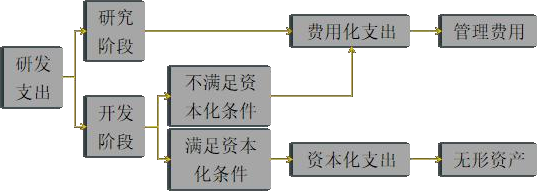 研发
支出
研究
阶段
费用化支出
管理费用
开发
阶段
不满足资
本化条件
满足资本
化条件
资本化支出
无形资产